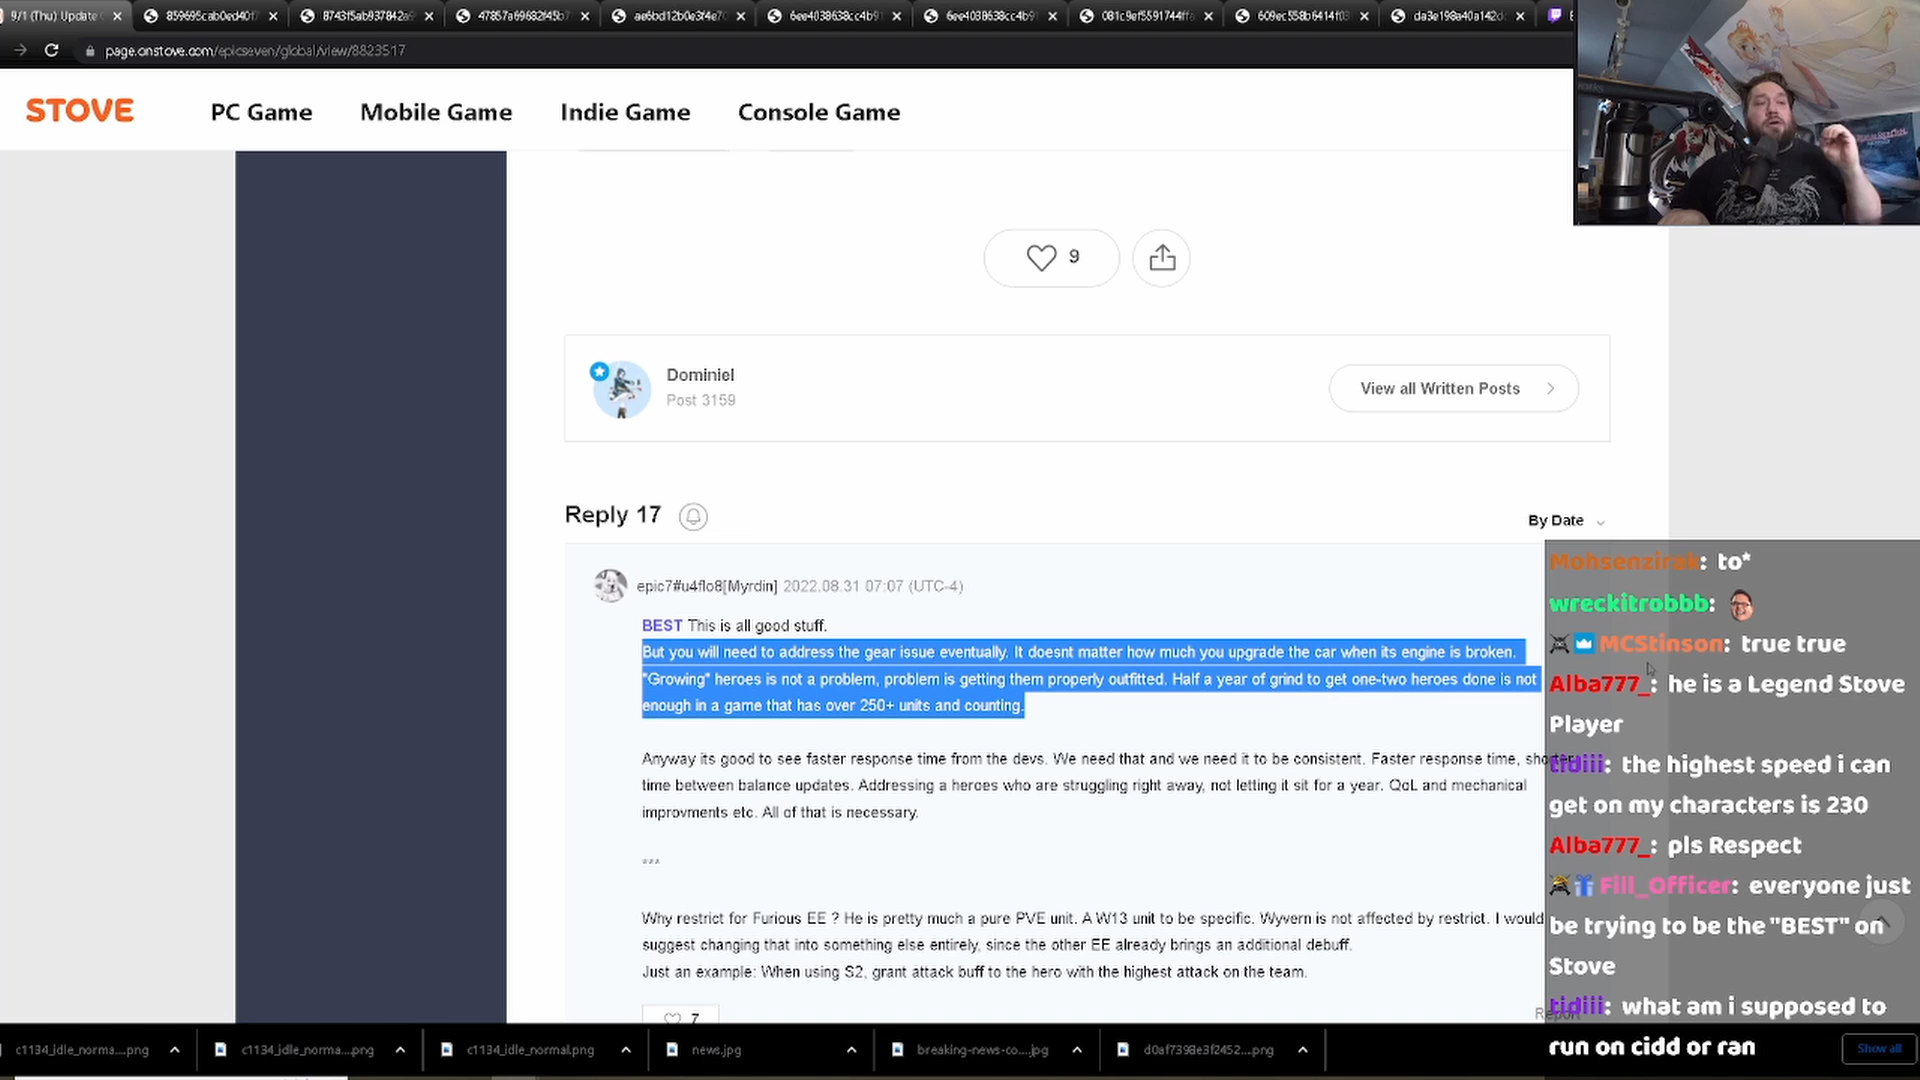 9/1 (Thu) Update
page.onstove.com/epicseven/global/view/8823517
STOVE
PC Game
Mobile Game
Indie Game
Console Game
9
Dominiel
Post 3159
View all Written Posts
Reply 17
By Date
epic7#u4flo8[Myrdin] 2022.08.31 07:07 (UTC-4)
BEST This is all good stuff.
But you will need to address the gear issue eventually. It doesnt matter how much you upgrade the car when its engine is broken.
"Growing" heroes is not a problem, problem is getting them properly outfitted. Half a year of grind to get one-two heroes done is not
enough in a game that has over 250+ units and counting.
Anyway its good to see faster response time from the devs. We need that and we need it to be consistent. Faster response time, shorter
time between balance updates. Addressing a heroes who are struggling right away, not letting it sit for a year. QoL and mechanical
improvments etc. All of that is necessary.
***
Why restrict for Furious EE ? He is pretty much a pure PVE unit. A W13 unit to be specific. Wyvern is not affected by restrict. I would
suggest changing that into something else entirely, since the other EE already brings an additional debuff.
Just an example: When using S2, grant attack buff to the hero with the highest attack on the team.
7
Report
Mohsenzirak: to*
wreckitrobbb:
MCStinson: true true
Alba777_: he is a Legend Stove
Player
tidiii: the highest speed i can
get on my characters is 230
Alba777_: pls Respect
Fill_Officer: everyone just
be trying to be the "BEST" on
Stove
tidiii: what am i supposed to
run on cidd or ran
c1134_idle_norma....png
c1134_idle_norma....png
c1134_idle_normal.png
news.jpg
breaking-news-co....jpg
d0af7398e3f2452....png
Show all